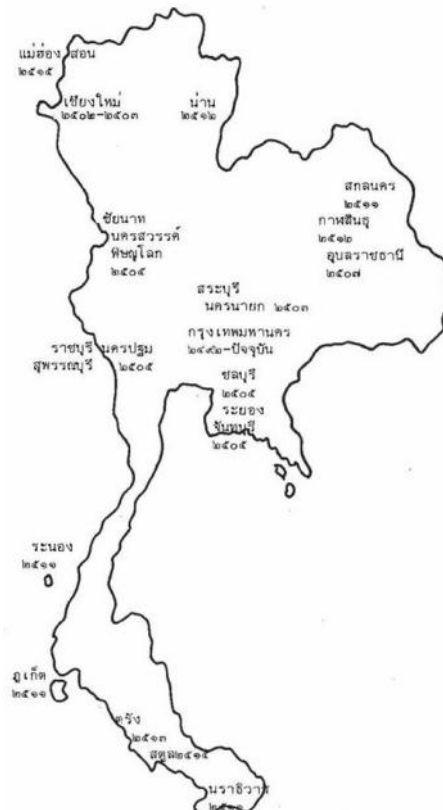 แม่ฮ่องสอน
๒๕๑๕
เชียงใหม่
๒๕๐๒-๒๕๐๓
น่าน
๒๕๑๒
สกลนคร
๒๕๑๑
กาฬสินธุ
๒๕๑๒
อุบลราชธานี
๒๕๐๗
ชัยนาท
นครสวรรค์
พิษณุโลก
๒๕๐๕
สระบุรี
นครนายก ๒๕๐๓
กรุงเทพมหานคร
๒๔๙๒-ปัจจุบัน
ราชบุรี นครปฐม
สุพรรณบุรี ๒๕๐๕
ชลบุรี
๒๕๐๕
ระยอง
จันทบุรี
๒๕๐๕
ระนอง
๒๕๑๑
ภูเก็ต
๒๕๑๑
ตรัง
๒๕๑๓
สตูล
นราธิวาส